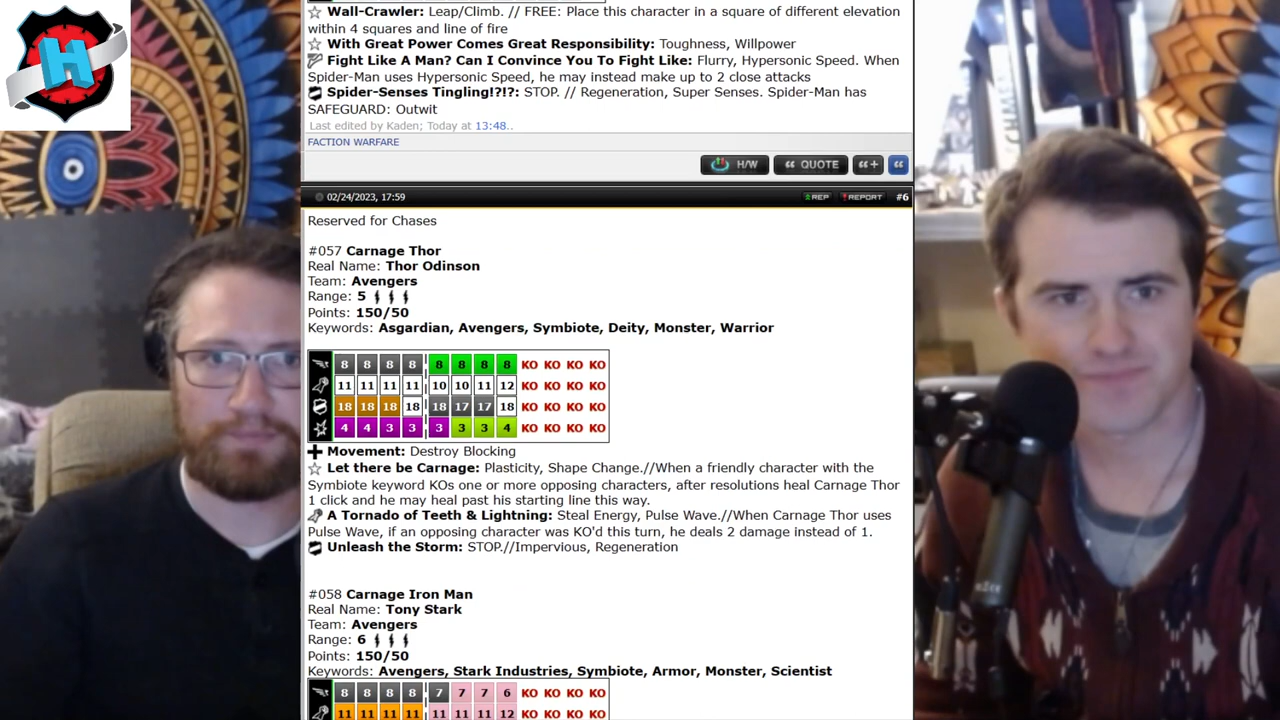 H
Wall-Crawler: Leap/Climb. // FREE: Place this character in a square of different elevation
within 4 squares and line of fire
With Great Power Comes Great Responsibility: Toughness, Willpower
Fight Like A Man? Can I Convince You To Fight Like: Flurry, Hypersonic Speed. When
Spider-Man uses Hypersonic Speed, he may instead make up to 2 close attacks
Spider-Senses Tingling!?!?: STOP. // Regeneration, Super Senses. Spider-Man has
SAFEGUARD: Outwit
Last edited by Kaden; Today at 13:48..
FACTION WARFARE
H/W QUOTE
02/24/2023, 17:59 REP REPORT #6
Reserved for Chases
#057 Carnage Thor
Real Name: Thor Odinson
Team: Avengers
Range: 5
Points: 150/50
Keywords: Asgardian, Avengers, Symbiote, Deity, Monster, Warrior
8 8 8 8 8 8 8 8 KO KO KO KO
11 11 11 11 10 10 11 12 KO KO KO KO
18 18 18 18 18 17 17 18 KO KO KO KO
4 4 3 3 3 3 3 4 KO KO KO KO
Movement: Destroy Blocking
Let there be Carnage: Plasticity, Shape Change.//When a friendly character with the
Symbiote keyword KOs one or more opposing characters, after resolutions heal Carnage Thor
1 click and he may heal past his starting line this way.
A Tornado of Teeth & Lightning: Steal Energy, Pulse Wave.//When Carnage Thor uses
Pulse Wave, if an opposing character was KO'd this turn, he deals 2 damage instead of 1.
Unleash the Storm: STOP.//Impervious, Regeneration
#058 Carnage Iron Man
Real Name: Tony Stark
Team: Avengers
Range: 6
Points: 150/50
Keywords: Avengers, Stark Industries, Symbiote, Armor, Monster, Scientist
8 8 8 8 7 7 7 6 KO KO KO KO
11 11 11 11 11 11 11 12 KO KO KO KO